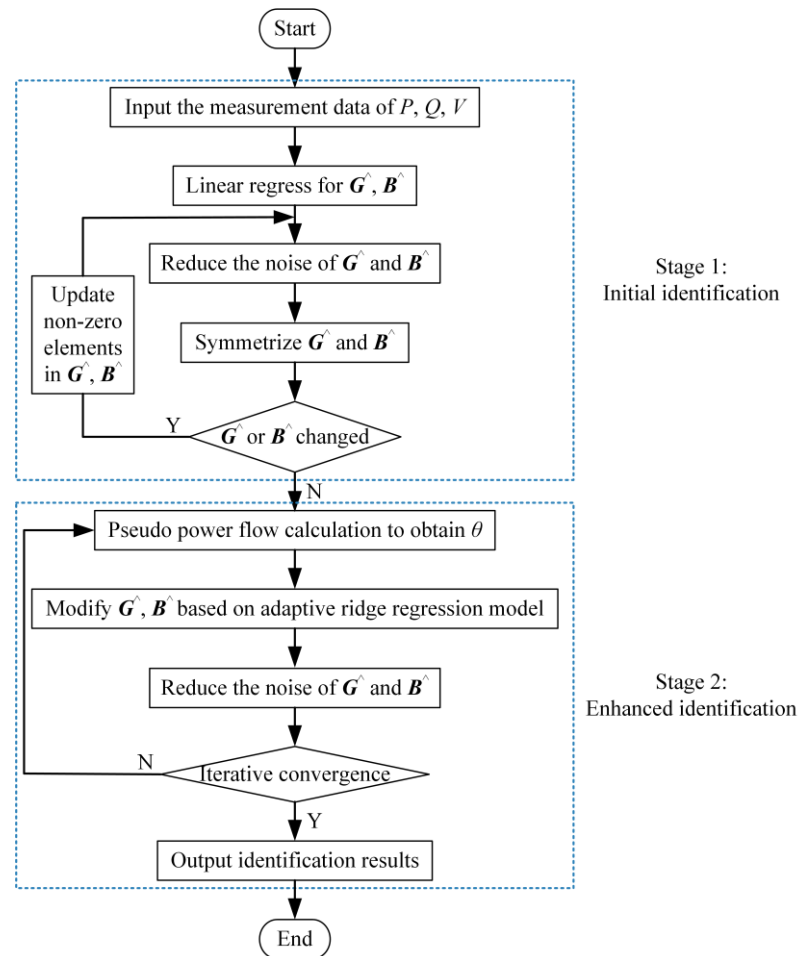 Start
Input the measurement data of P, Q, V
Linear regress for G^, B^
Reduce the noise of G^ and B^
Update
non-zero
elements
in G^, B^
Symmetrize G^ and B^
Y
G^ or B^ changed
N
Stage 1:
Initial identification
Pseudo power flow calculation to obtain θ
Modify G^, B^ based on adaptive ridge regression model
Reduce the noise of G^ and B^
N
Iterative convergence
Y
Output identification results
Stage 2:
Enhanced identification
End